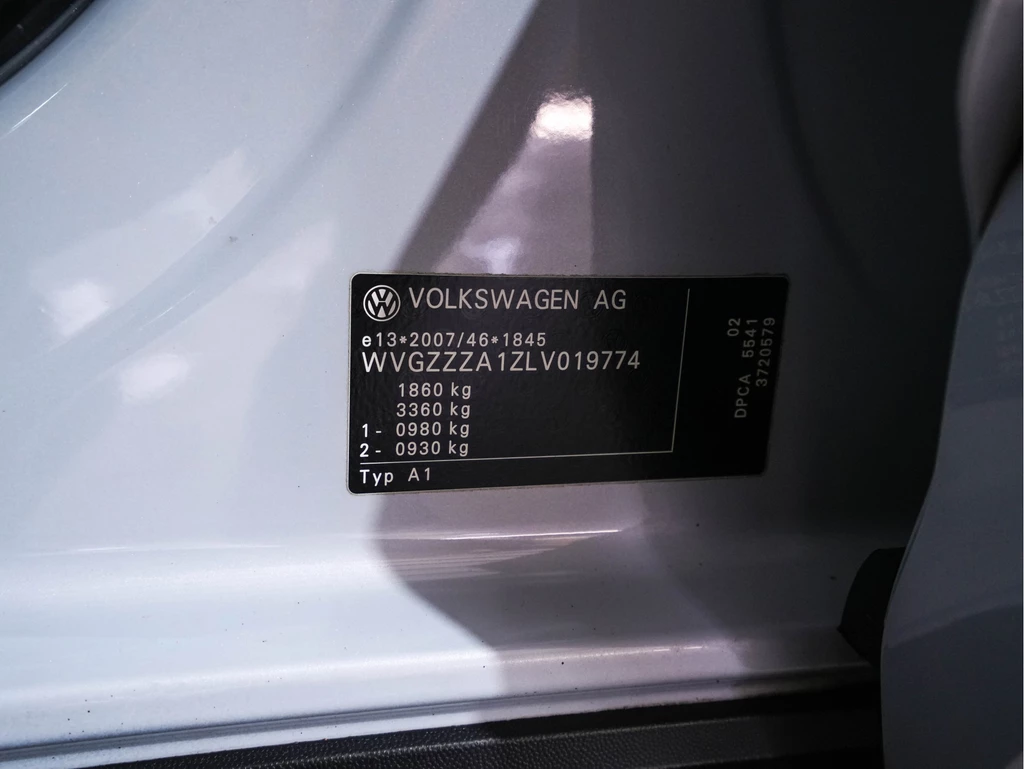 VOLKSWAGEN AG
e13*2007/46*1845
WVGZZZA1ZLV019774
1860 kg
3360 kg
1- 0980 kg
2- 0930 kg
Typ A1
02
DPCA 5541
3720579